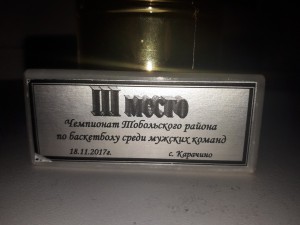 III место
Чемпионат Тобольского района
по баскетболу среди мужских команд
18.11.2017г. с. Карачино